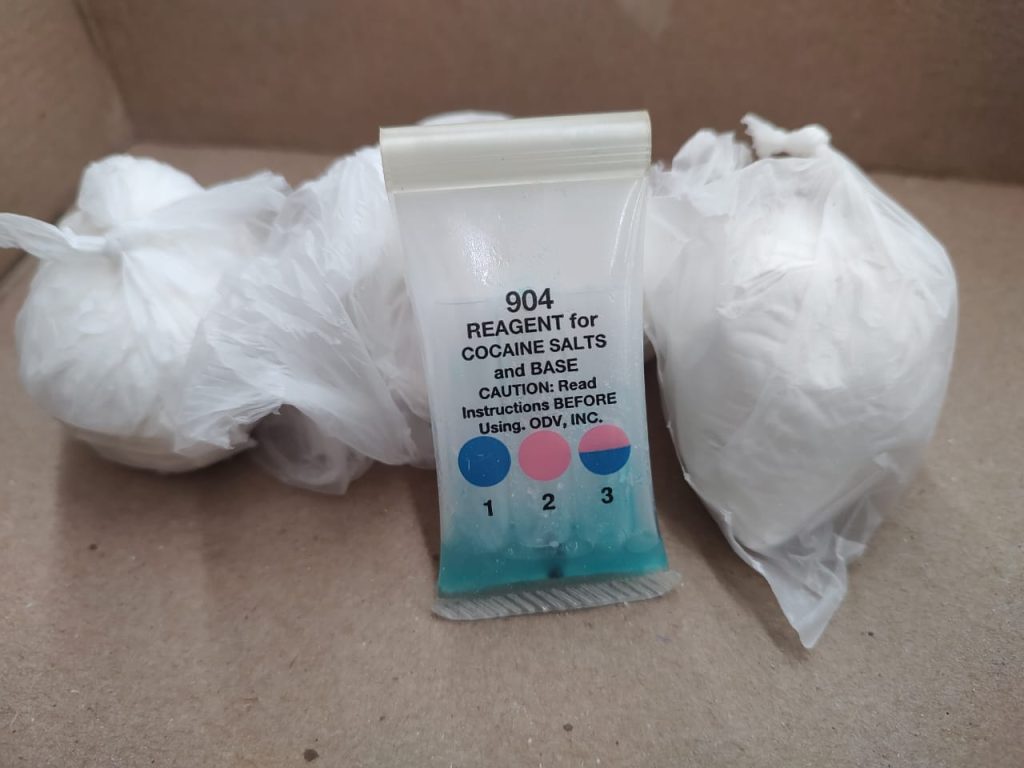 904
REAGENT for
COCAINE SALTS
and BASE
CAUTION: Read
Instructions BEFORE
Using. ODV, INC.
1 2 3